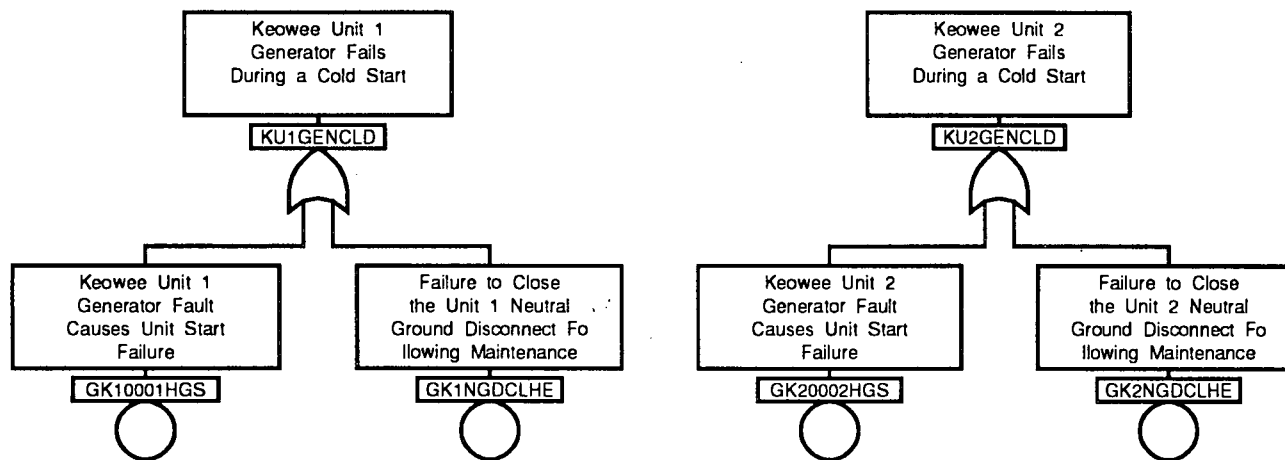 Keowee Unit 1
Generator Fails
During a Cold Start
KU1GENCLD
Keowee Unit 1
Generator Fault
Causes Unit Start
Failure
GK10001HGS
Failure to Close
the Unit 1 Neutral
Ground Disconnect Fo
llowing Maintenance
GK1NGDCLHE
Keowee Unit 2
Generator Fails
During a Cold Start
KU2GENCLD
Keowee Unit 2
Generator Fault
Causes Unit Start
Failure
GK20002HGS
Failure to Close
the Unit 2 Neutral
Ground Disconnect Fo
llowing Maintenance
GK2NGDCLHE